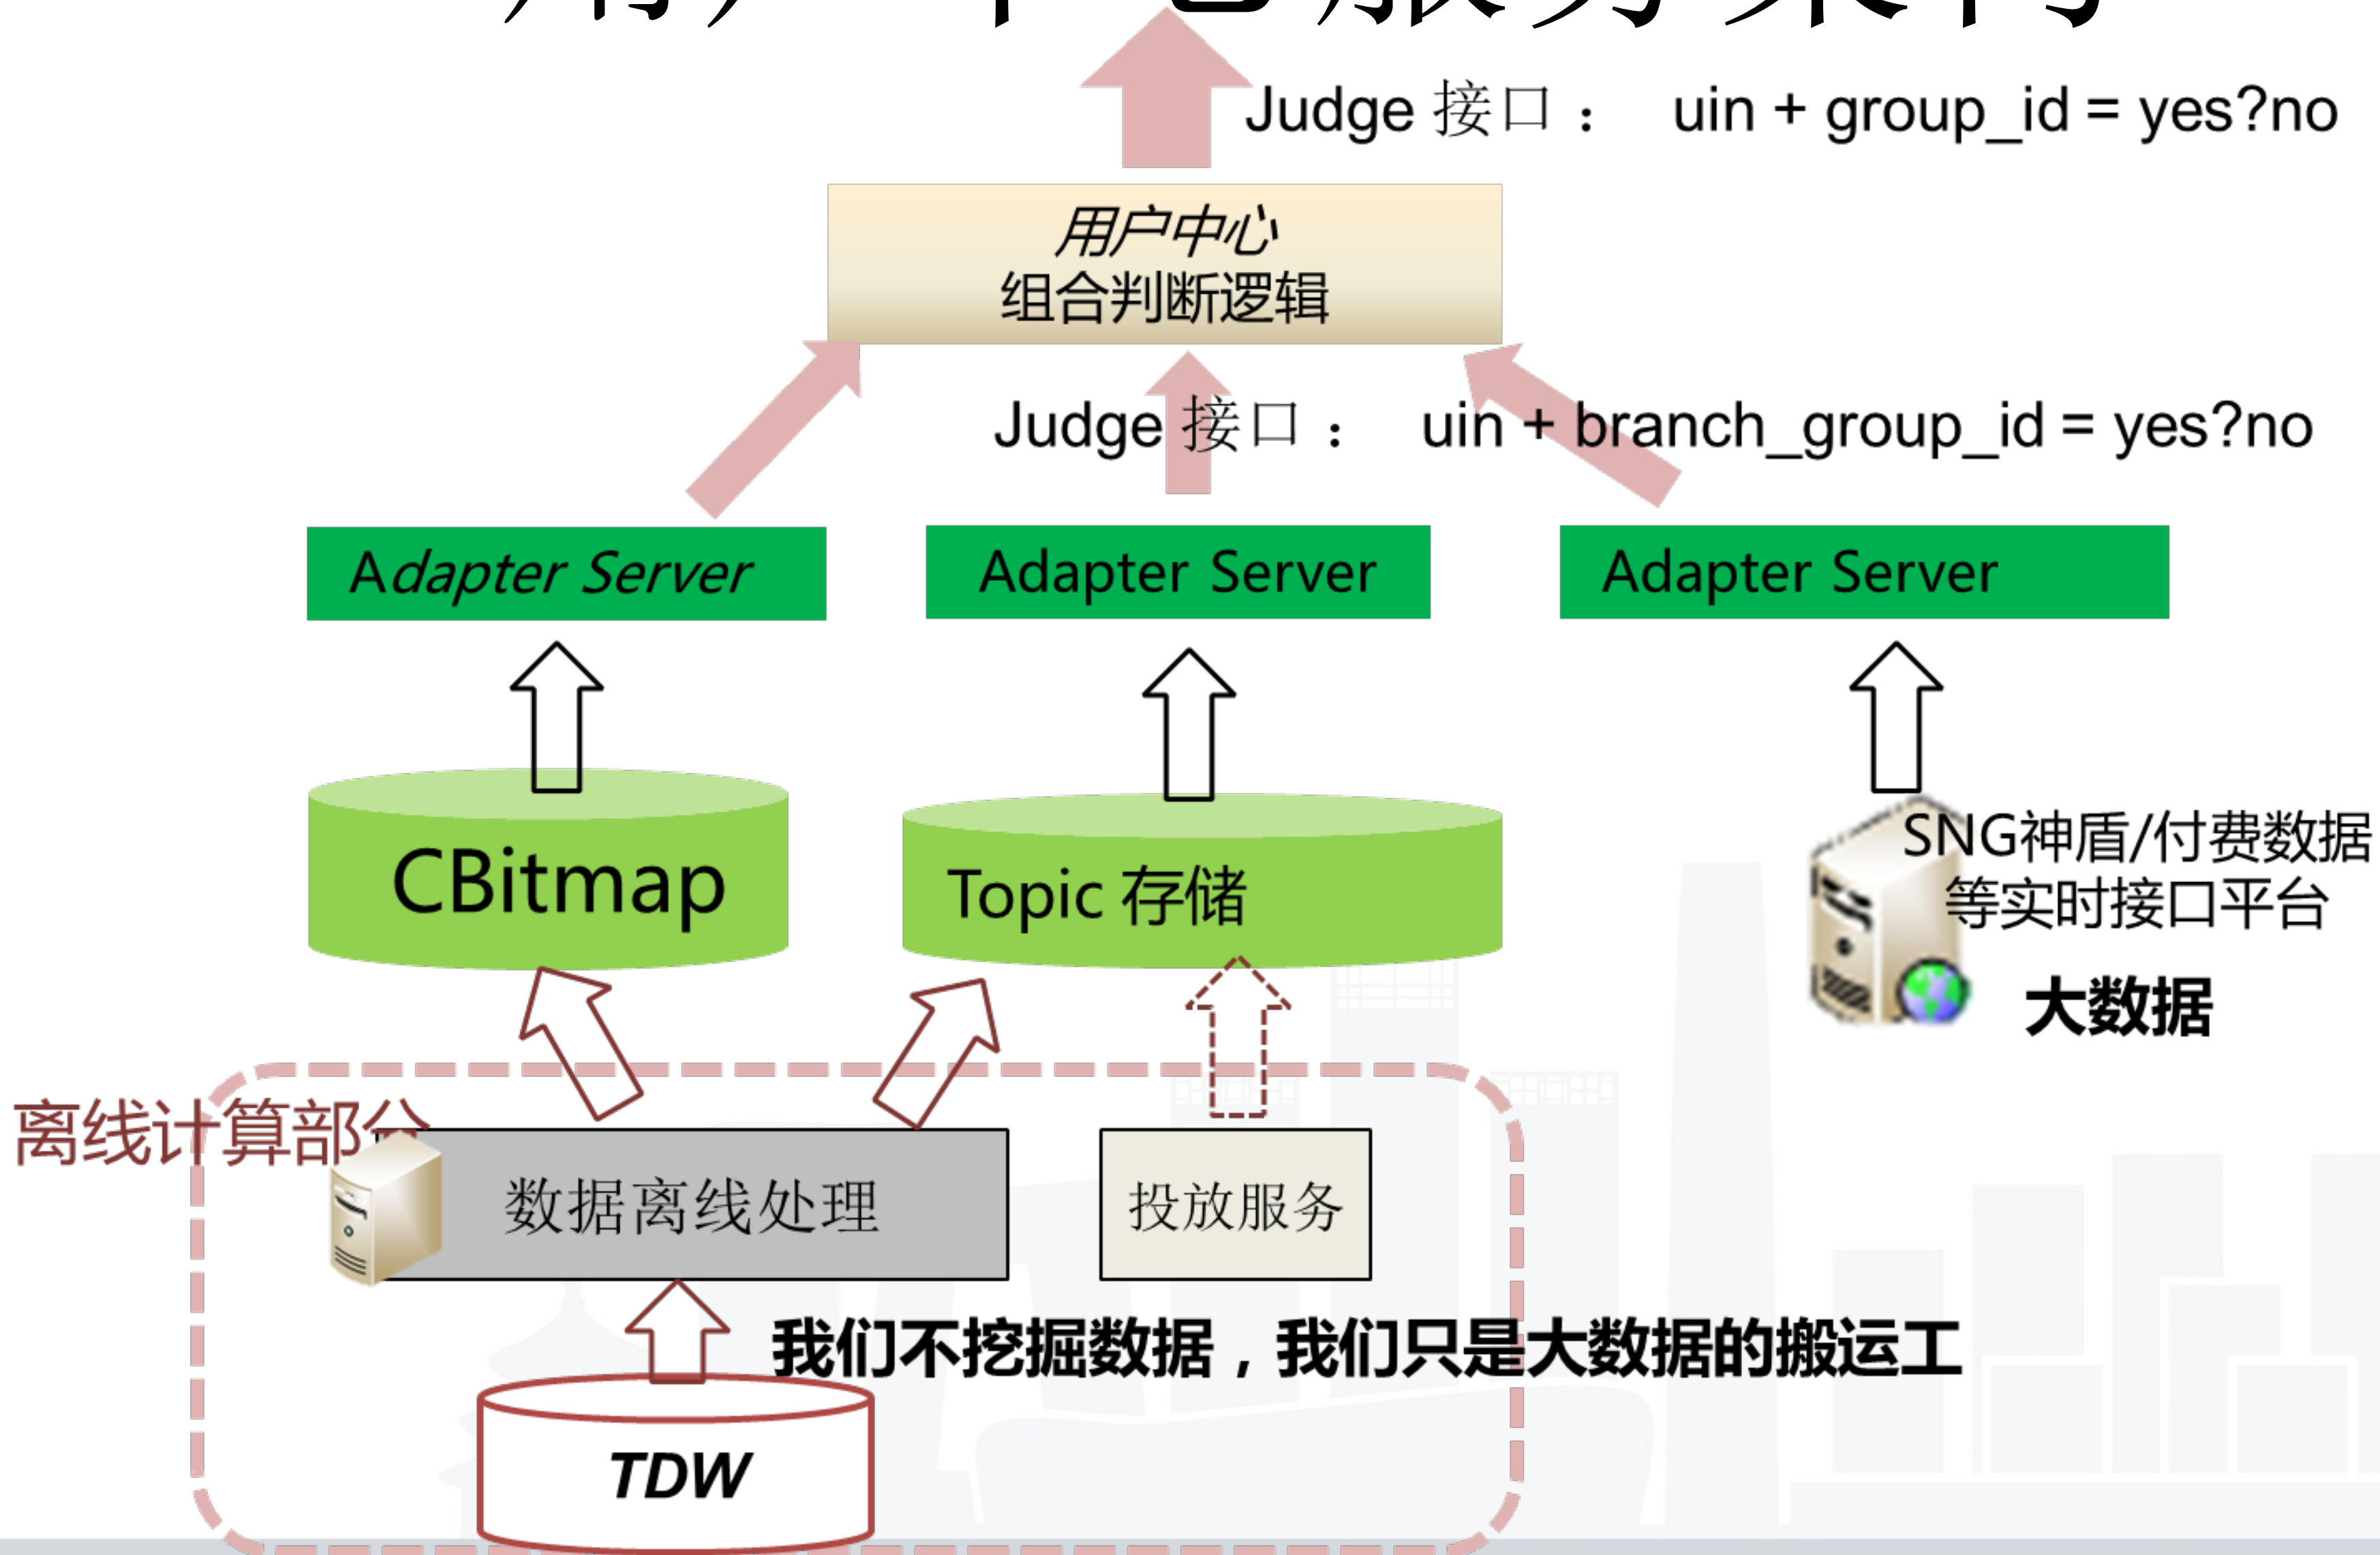 Judge 接口： uin + group_id = yes?no
用户中心
组合判断逻辑
Judge 接口： uin + branch_group_id = yes?no
Adapter Server
Adapter Server
Adapter Server
CBitmap
Topic 存储
SNG神盾/付费数据
等实时接口平台
大数据
离线计算部分
数据离线处理
投放服务
我们不挖掘数据，我们只是大数据的搬运工
TDW